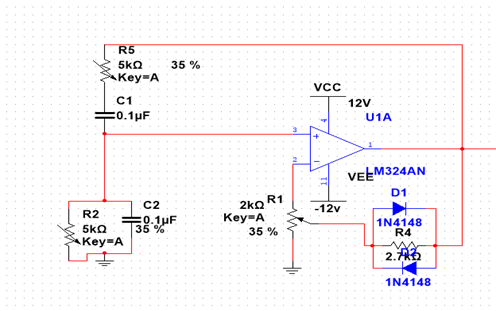 R5
5kΩ 35 %
Key=A
C1
0.1µF
VCC
12V
U1A
3
4
1
2
11
LM324AN
VEE
-12v
R2
5kΩ
Key=A
C2
0.1µF
35 %
R1
2kΩ
Key=A
35 %
D1
1N4148
R4
2.7kΩ
D2
1N4148